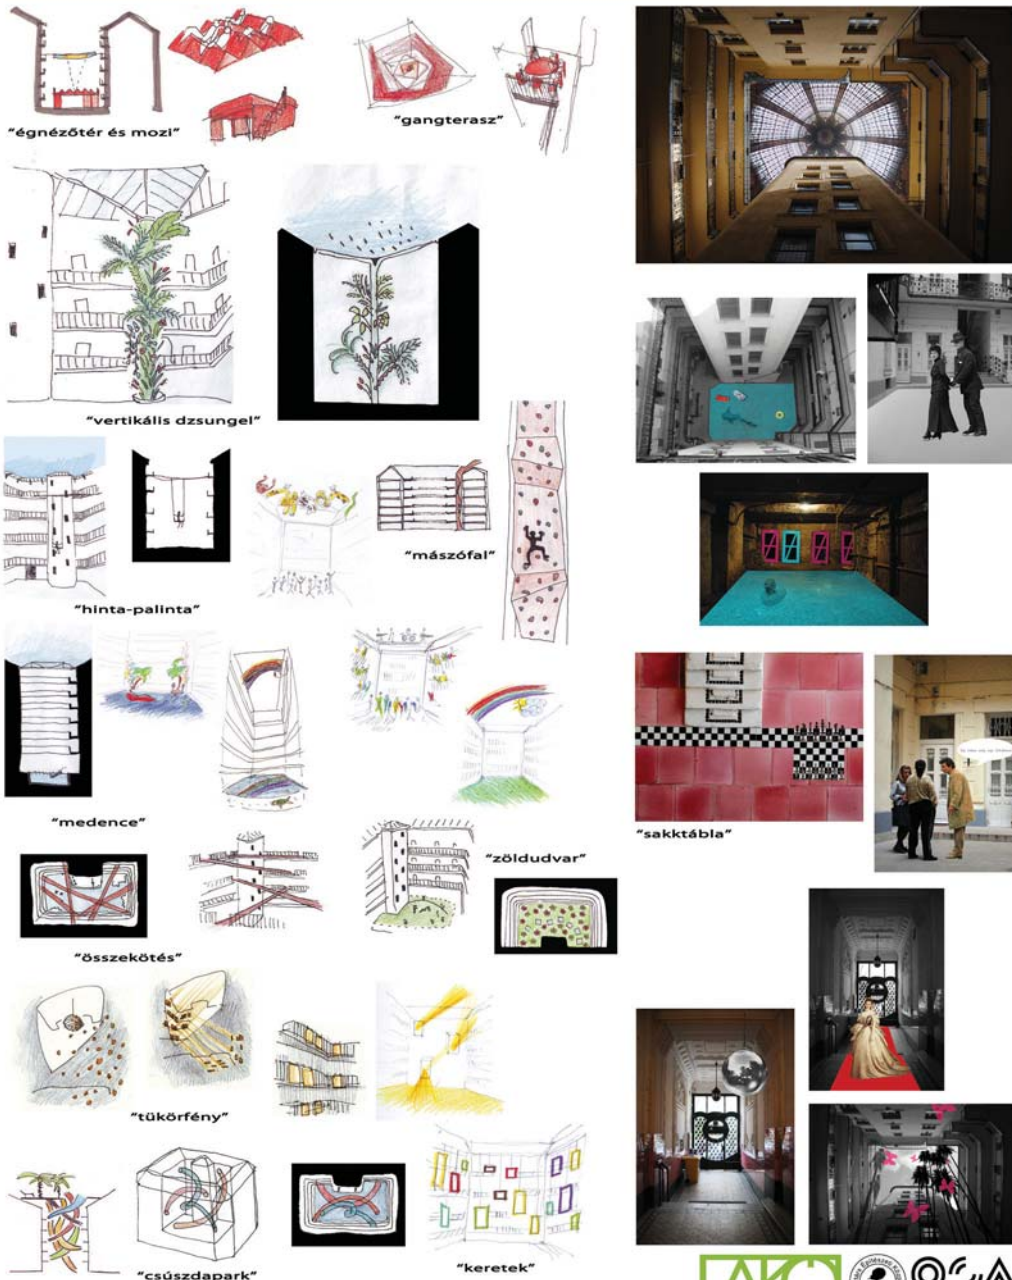 "égnézőtér és mozi"
"gangterasz"
"vertikális dzsungel"
"mászófal"
"hinta-palinta"
"medence"
"sakktábla"
"zöldudvar"
"összekötés"
"tükörfény"
"csúszdapark"
"keretek"